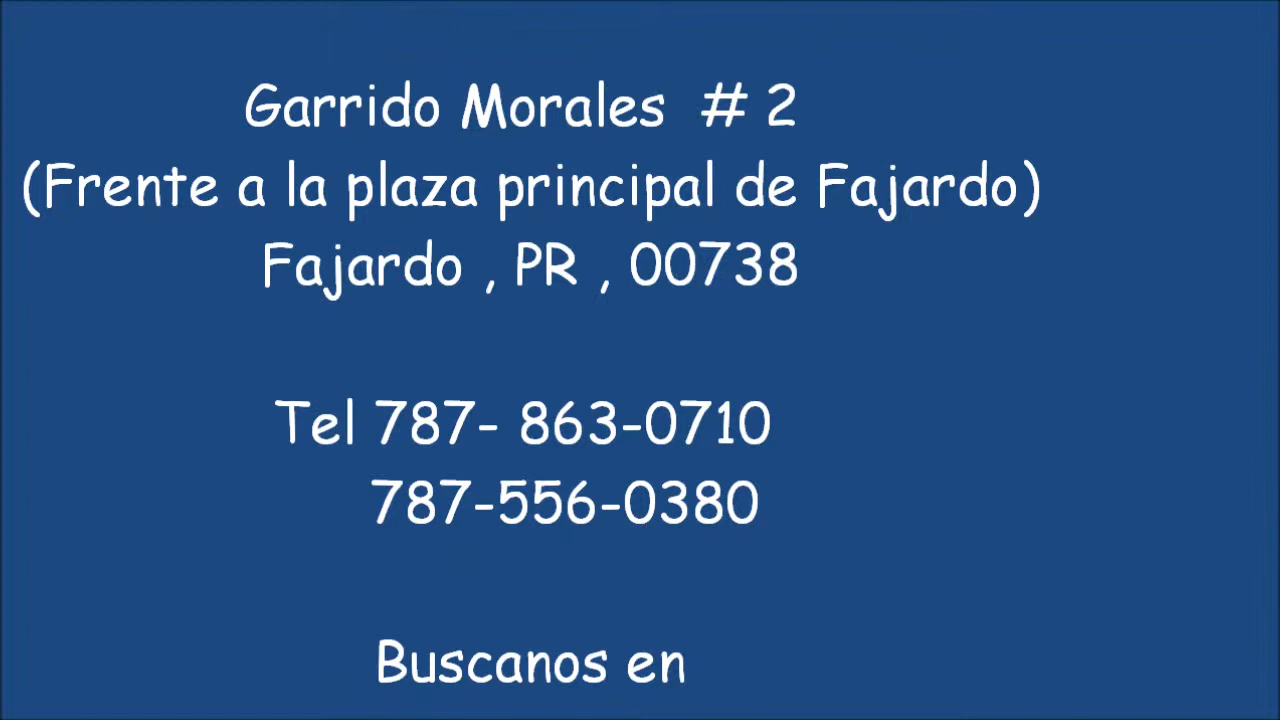 Garrido Morales # 2
(Frente a la plaza principal de Fajardo)
Fajardo , PR , 00738
Tel 787- 863-0710
787-556-0380
Buscanos en